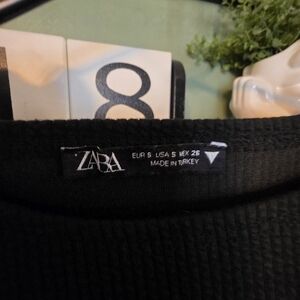 8
ZARA
EUR S USA S MEX 26
MADE IN TURKEY